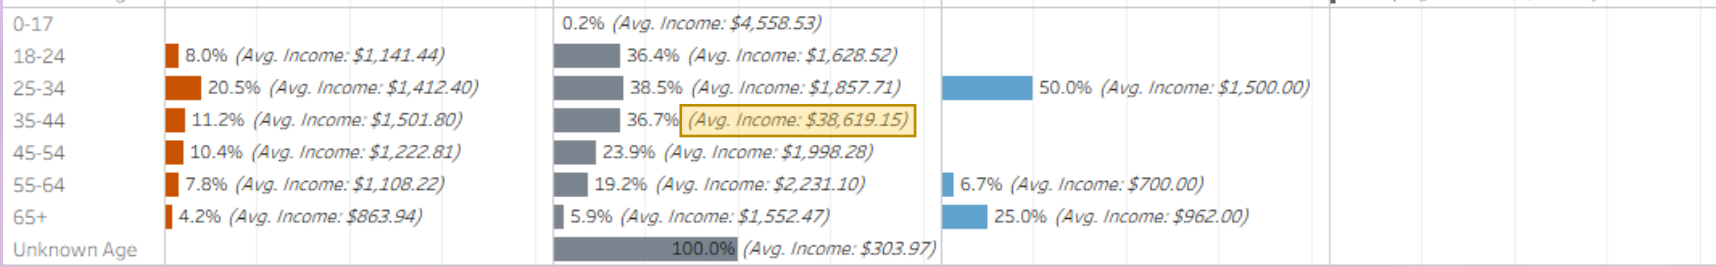 0-17 0.2% (Avg. Income: $4,558.53)
18-24 8.0% (Avg. Income: $1,141.44) 36.4% (Avg. Income: $1,628.52)
25-34 20.5% (Avg. Income: $1,412.40) 38.5% (Avg. Income: $1,857.71) 50.0% (Avg. Income: $1,500.00)
35-44 11.2% (Avg. Income: $1,501.80) 36.7% (Avg. Income: $38,619.15)
45-54 10.4% (Avg. Income: $1,222.81) 23.9% (Avg. Income: $1,998.28)
55-64 7.8% (Avg. Income: $1,108.22) 19.2% (Avg. Income: $2,231.10) 6.7% (Avg. Income: $700.00)
65+ 4.2% (Avg. Income: $863.94) 5.9% (Avg. Income: $1,552.47) 25.0% (Avg. Income: $962.00)
Unknown Age 100.0% (Avg. Income: $303.97)